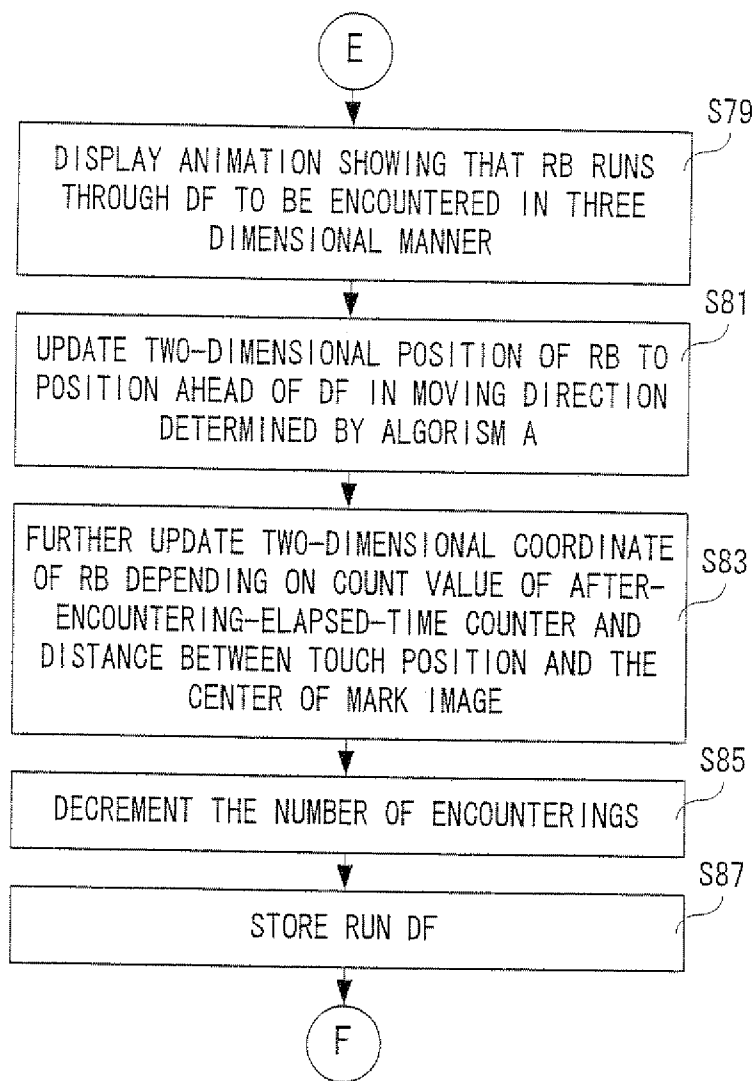 E
S79
DISPLAY ANIMATION SHOWING THAT RB RUNS
THROUGH DF TO BE ENCOUNTERED IN THREE
DIMENSIONAL MANNER
S81
UPDATE TWO-DIMENSIONAL POSITION OF RB TO
POSITION AHEAD OF DF IN MOVING DIRECTION
DETERMINED BY ALGORISM A
S83
FURTHER UPDATE TWO-DIMENSIONAL COORDINATE
OF RB DEPENDING ON COUNT VALUE OF AFTER-
ENCOUNTERING-ELAPSED-TIME COUNTER AND
DISTANCE BETWEEN TOUCH POSITION AND THE
CENTER OF MARK IMAGE
S85
DECREMENT THE NUMBER OF ENCOUNTERINGS
S87
STORE RUN DF
F